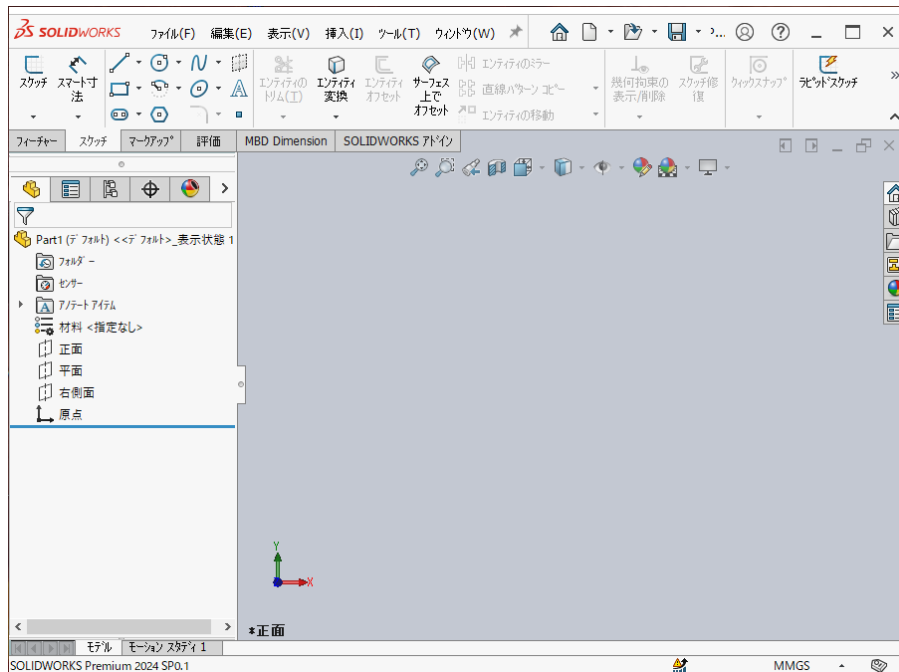 SOLIDWORKS ファイル(F) 編集(E) 表示(V) 挿入(I) ツール(T) ウィンドウ(W)
スケッチ スマート寸法 エンティティのトリム(T) エンティティ変換 エンティティオフセット サーフェス上でオフセット エンティティのミラー 幾何拘束の表示/削除 スケッチ修復 クイックスナップ ラピッドスケッチ
直線パターン コピー
エンティティの移動
フィーチャー スケッチ マークアップ 評価 MBD Dimension SOLIDWORKS アドイン
Part1 (デフォルト) <<デフォルト>_表示状態 1
フォルダー
センサー
アノテート アイテム
材料 <指定なし>
正面
平面
右側面
原点
Y
X
*正面
モデル モーション スタディ 1
SOLIDWORKS Premium 2024 SP0.1 MMGS